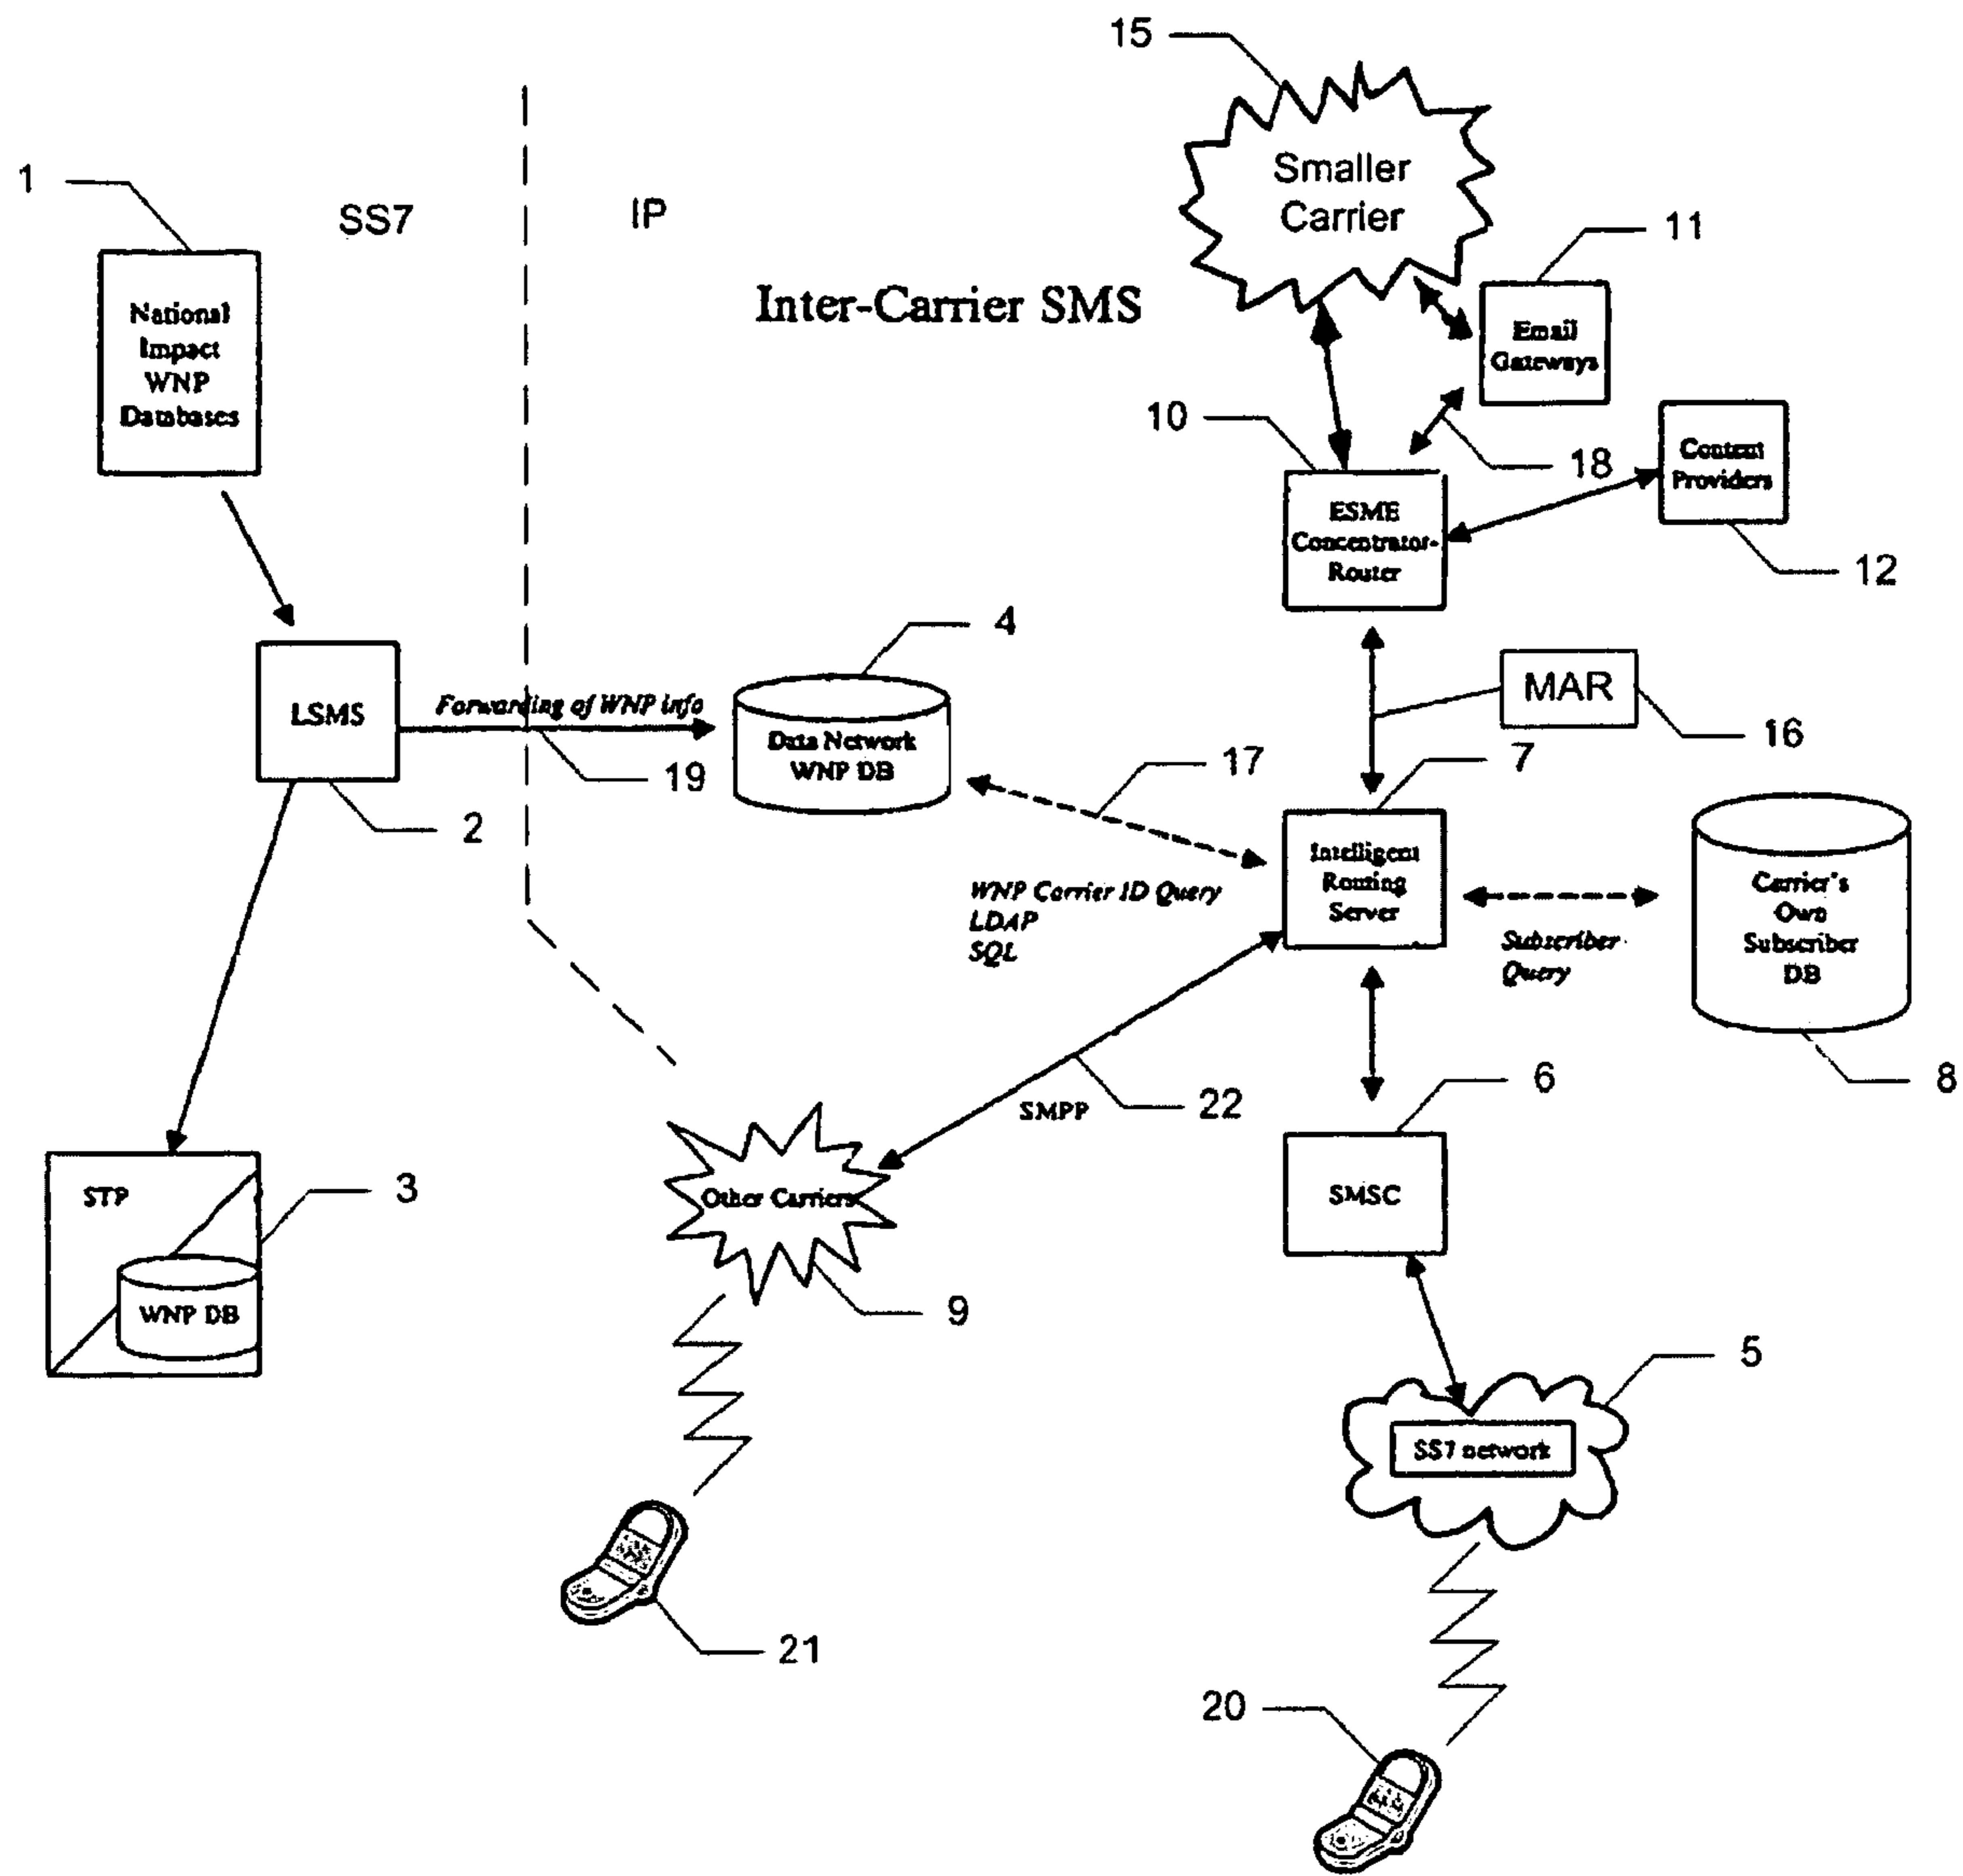 15
1
SS7
IP
Smaller
Carrier
11
National
Impact
WNP
Databases
Inter-Carrier SMS
Email
Gateways
10
18
Content
Providers
ESME
Concentrator-
Router
12
4
LSMS
Forwarding of WNP info
MAR
16
Data Network
WNP DB
19
17
7
2
Intelligent
Routing
Server
WNP Carrier ID Query
LDAP
SQL
Carrier's
Own
Subscriber
DB
Subscriber
Query
6
8
22
SMPP
STP
3
Other Carriers
SMSC
WNP DB
9
5
SS7 network
21
20